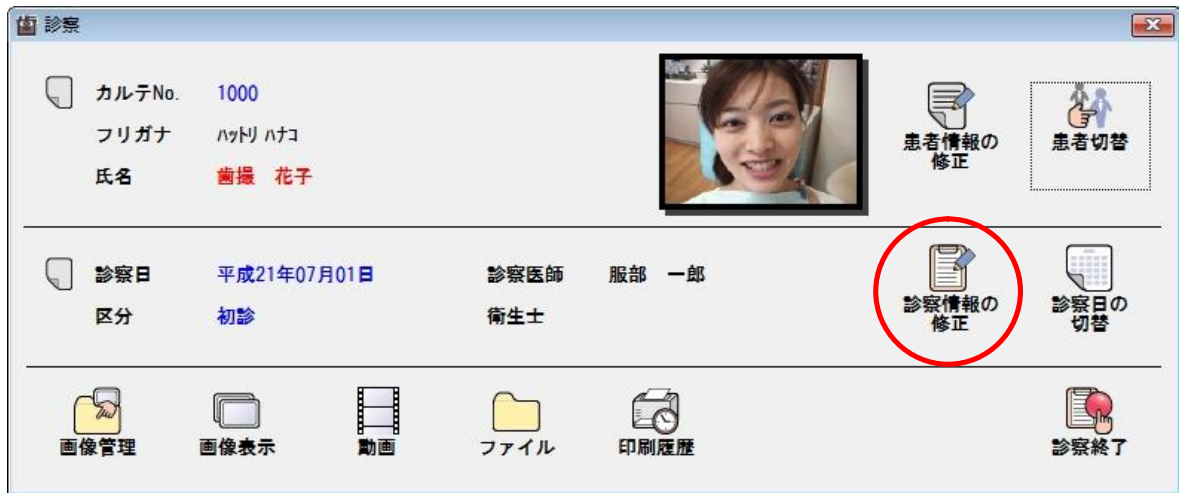 診察
カルテNo. 1000
フリガナ ﾊｯﾄﾘ ﾊﾅｺ
氏名 歯撮 花子
患者情報の
修正
患者切替
診察日 平成21年07月01日 診察医師 服部 一郎
区分 初診 衛生士
診察情報の
修正
診察日の
切替
画像管理 画像表示 動画 ファイル 印刷履歴 診察終了